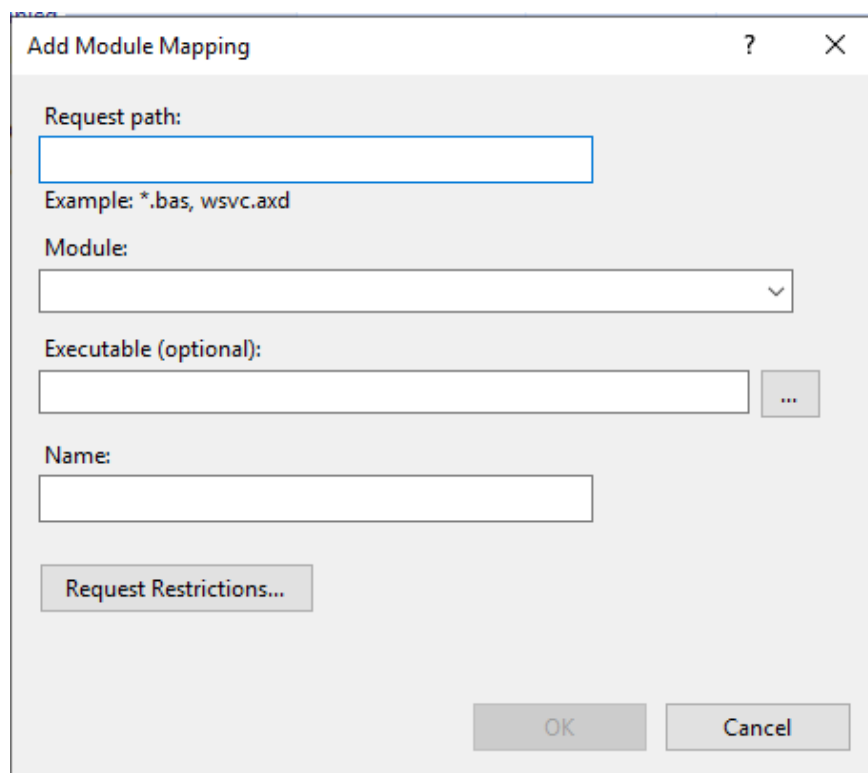 Add Module Mapping
?
Request path:
Example: *.bas, wsvc.axd
Module:
Executable (optional):
...
Name:
Request Restrictions...
OK
Cancel